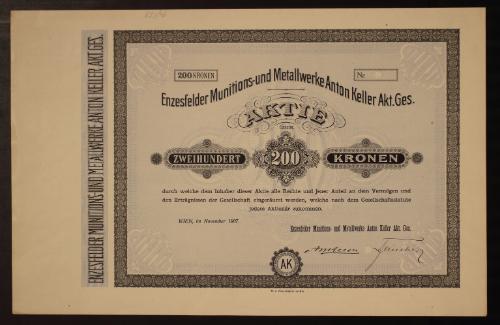 ENZESFELDER MUNITIONS-UND METALLWERKE ANTON KELLER AKT. GES.
200 KRONEN
Nr.
Enzesfelder Munitions-und Metallwerke Anton Keller Akt. Ges.
AKTIE
ZWEIHUNDERT 200 KRONEN
durch welche dem Inhaber dieser Aktie alle Rechte und jener Anteil an dem Vermögen und
den Erträgnissen der Gesellschaft eingeräumt werden, welche nach dem Gesellschaftsstatute
jedem Aktionär zukommen.
WIEN, im November 1907.
Enzesfelder Munitions- und Metallwerke Anton Keller Akt. Ges.
AK